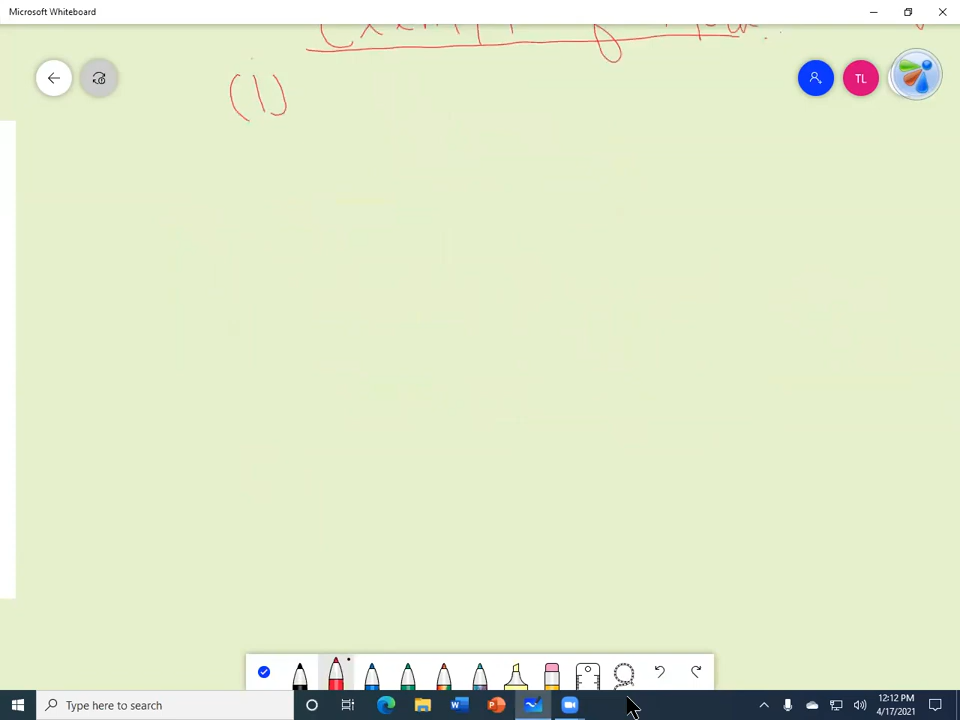 Microsoft Whiteboard
(1)
TL
Type here to search
12:12 PM
4/17/2021